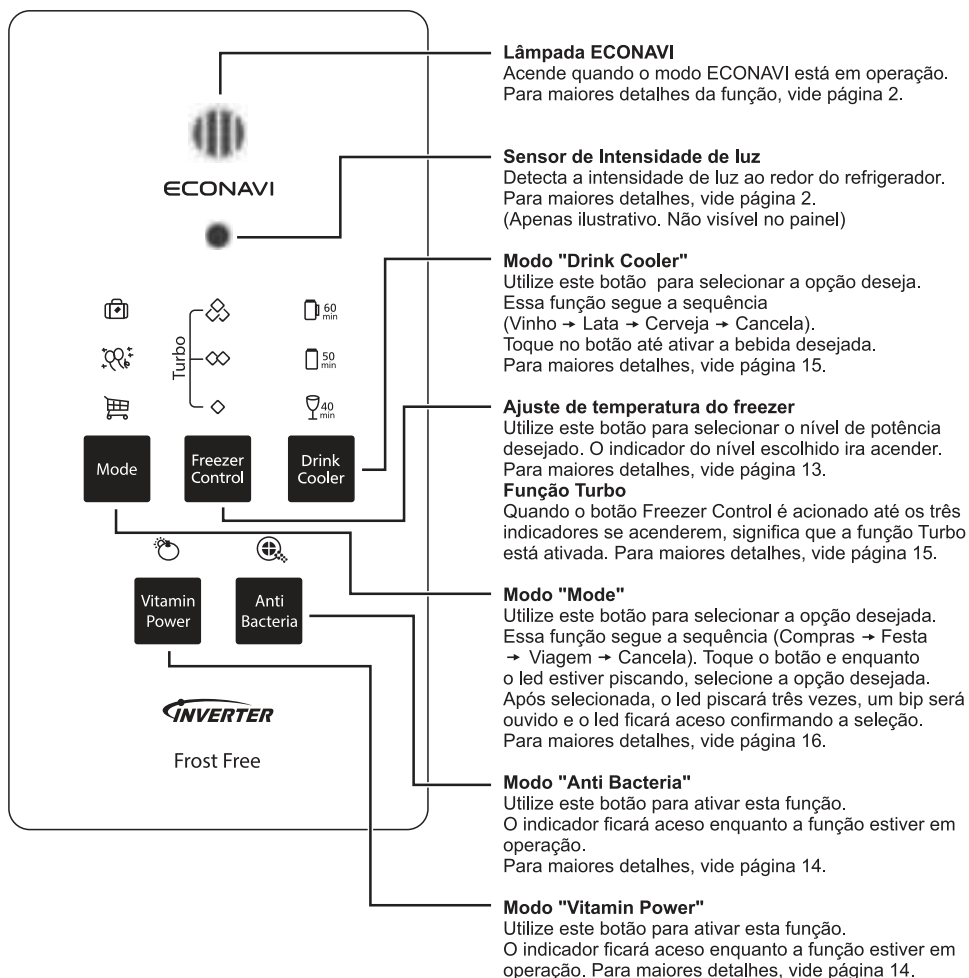 ECONAVI
Turbo
60
min
50
min
40
min
Mode
Freezer
Control
Drink
Cooler
Vitamin
Power
Anti
Bacteria
INVERTER
Frost Free
Lâmpada ECONAVI
Acende quando o modo ECONAVI está em operação.
Para maiores detalhes da função, vide página 2.
Sensor de Intensidade de luz
Detecta a intensidade de luz ao redor do refrigerador.
Para maiores detalhes, vide página 2.
(Apenas ilustrativo. Não visível no painel)
Modo "Drink Cooler"
Utilize este botão para selecionar a opção deseja.
Essa função segue a sequência
(Vinho → Lata → Cerveja → Cancela).
Toque no botão até ativar a bebida desejada.
Para maiores detalhes, vide página 15.
Ajuste de temperatura do freezer
Utilize este botão para selecionar o nível de potência
desejado. O indicador do nível escolhido ira acender.
Para maiores detalhes, vide página 13.
Função Turbo
Quando o botão Freezer Control é acionado até os três
indicadores se acenderem, significa que a função Turbo
está ativada. Para maiores detalhes, vide página 15.
Modo "Mode"
Utilize este botão para selecionar a opção desejada.
Essa função segue a sequência (Compras → Festa
→ Viagem → Cancela). Toque o botão e enquanto
o led estiver piscando, selecione a opção desejada.
Após selecionada, o led piscará três vezes, um bip será
ouvido e o led ficará aceso confirmando a seleção.
Para maiores detalhes, vide página 16.
Modo "Anti Bacteria"
Utilize este botão para ativar esta função.
O indicador ficará aceso enquanto a função estiver em
operação.
Para maiores detalhes, vide página 14.
Modo "Vitamin Power"
Utilize este botão para ativar esta função.
O indicador ficará aceso enquanto a função estiver em
operação. Para maiores detalhes, vide página 14.